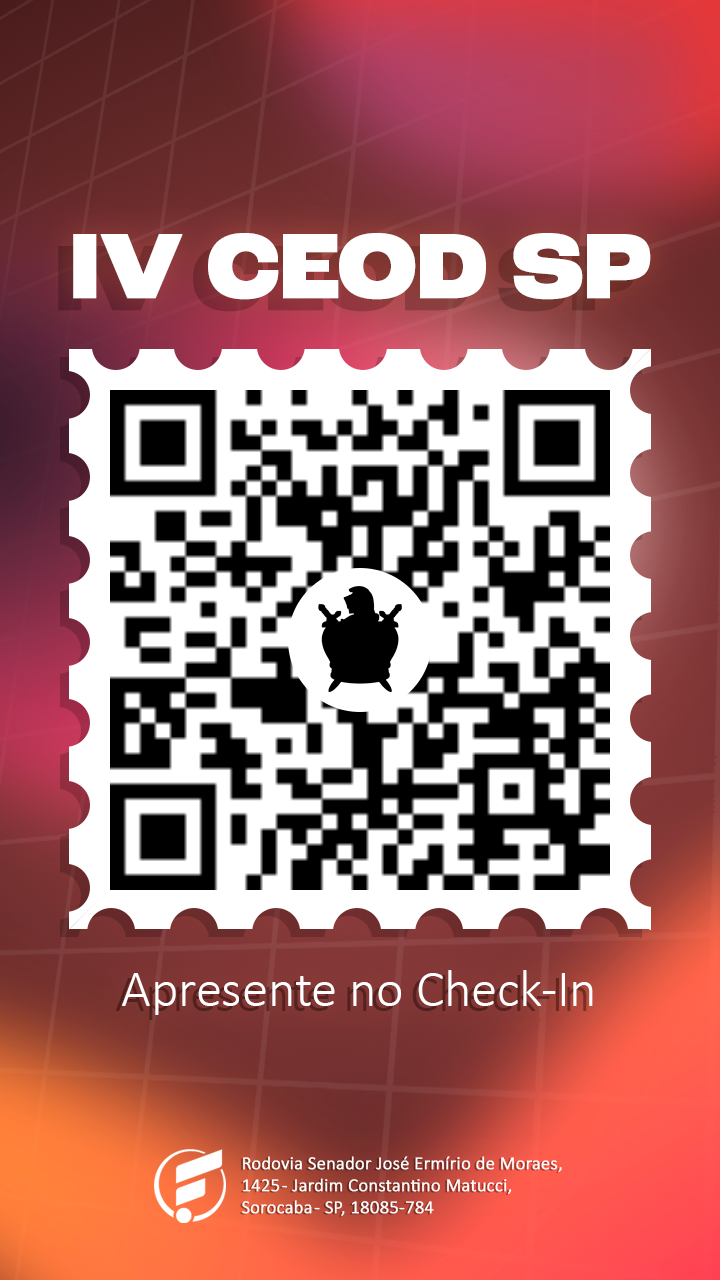 IV CEOD SP
Apresente no Check-In
Rodovia Senador José Ermírio de Moraes,
1425 - Jardim Constantino Matucci,
Sorocaba - SP, 18085-784